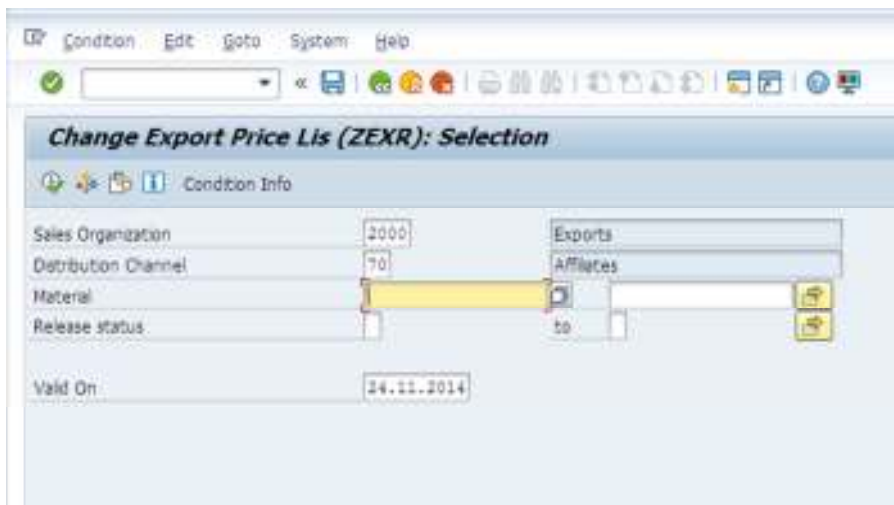 Condition Edit Goto System Help
Change Export Price Lis (ZEXR): Selection
Condition Info
Sales Organization 2000 Exports
Distribution Channel 70 Affiliates
Material
Release status to
Valid On 24.11.2014